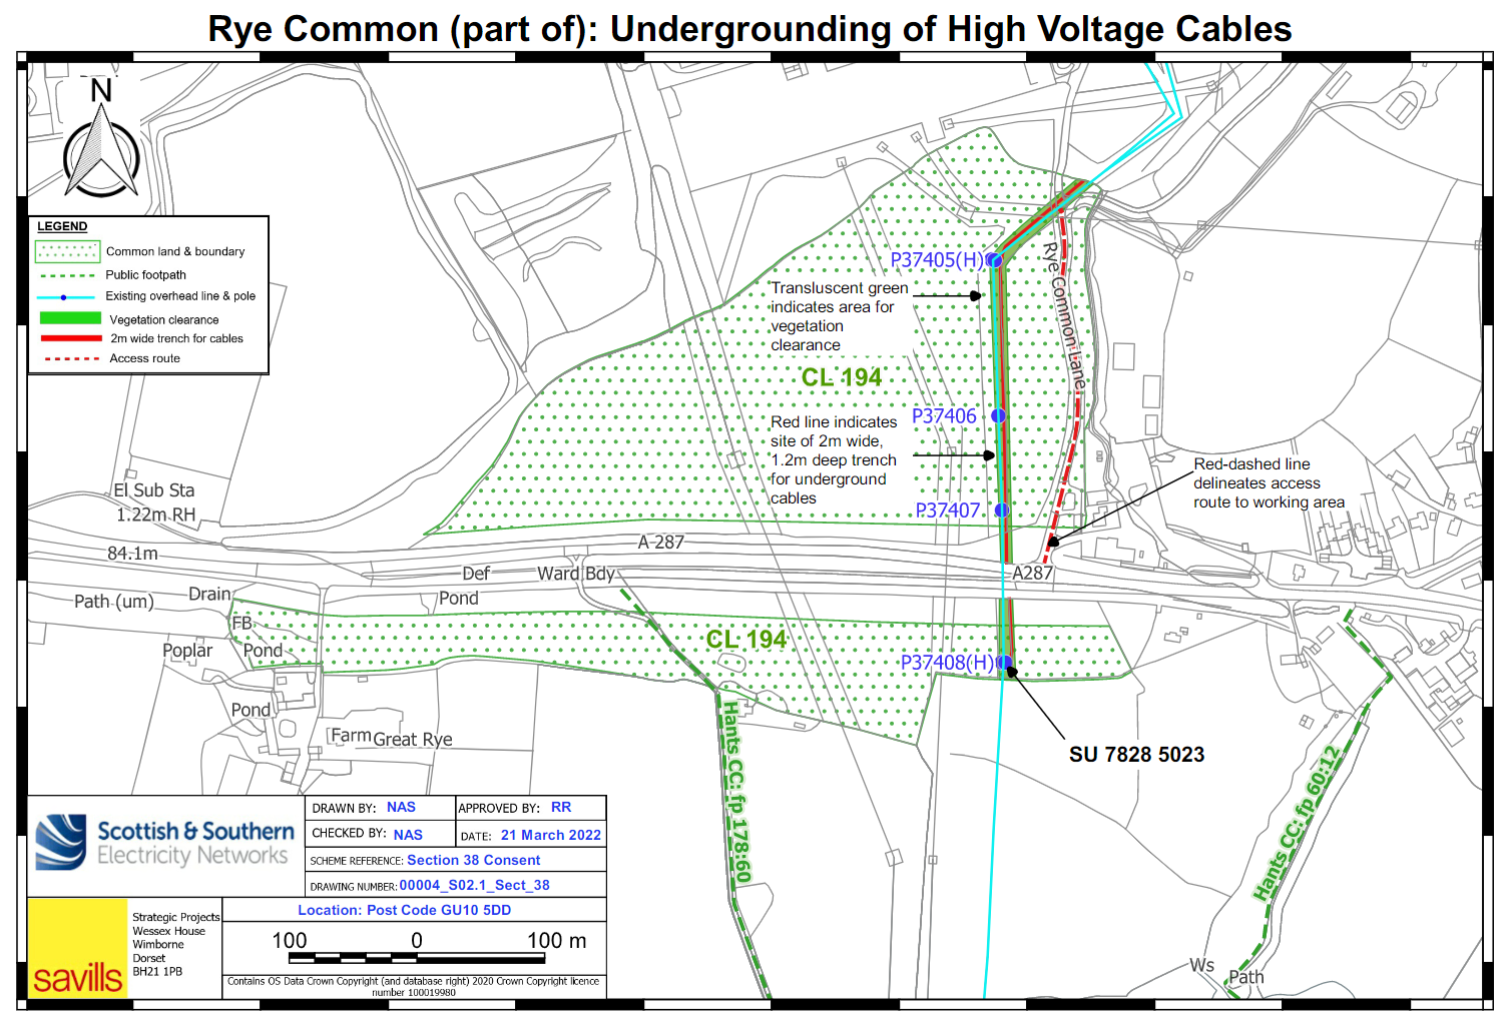 Rye Common (part of): Undergrounding of High Voltage Cables
N
LEGEND
Common land & boundary
Public footpath
Existing overhead line & pole
Vegetation clearance
2m wide trench for cables
Access route
P37405(H)
Rye Common Lane
Transluscent green
indicates area for
vegetation
clearance
CL 194
P37406
Red line indicates
site of 2m wide,
1.2m deep trench
for underground
cables
Red-dashed line
delineates access
route to working area
El Sub Sta
1.22m RH
P37407
84.1m
A 287
Def
Ward Bdy
A287
Path (um)
Drain
Pond
FB
Poplar
Pond
CL 194
P37408(H)
Pond
Farm
Great Rye
SU 7828 5023
Hants CC: fp 178:60
Hants CC: fp 60:12
Ws
Path
Scottish & Southern
Electricity Networks
DRAWN BY: NAS
APPROVED BY: RR
CHECKED BY: NAS
DATE: 21 March 2022
SCHEME REFERENCE: Section 38 Consent
DRAWING NUMBER: 00004_S02.1_Sect_38
Location: Post Code GU10 5DD
savills
Strategic Projects
Wessex House
Wimborne
Dorset
BH21 1PB
100 0 100 m
Contains OS Data Crown Copyright (and database right) 2020 Crown Copyright licence
number 100019980